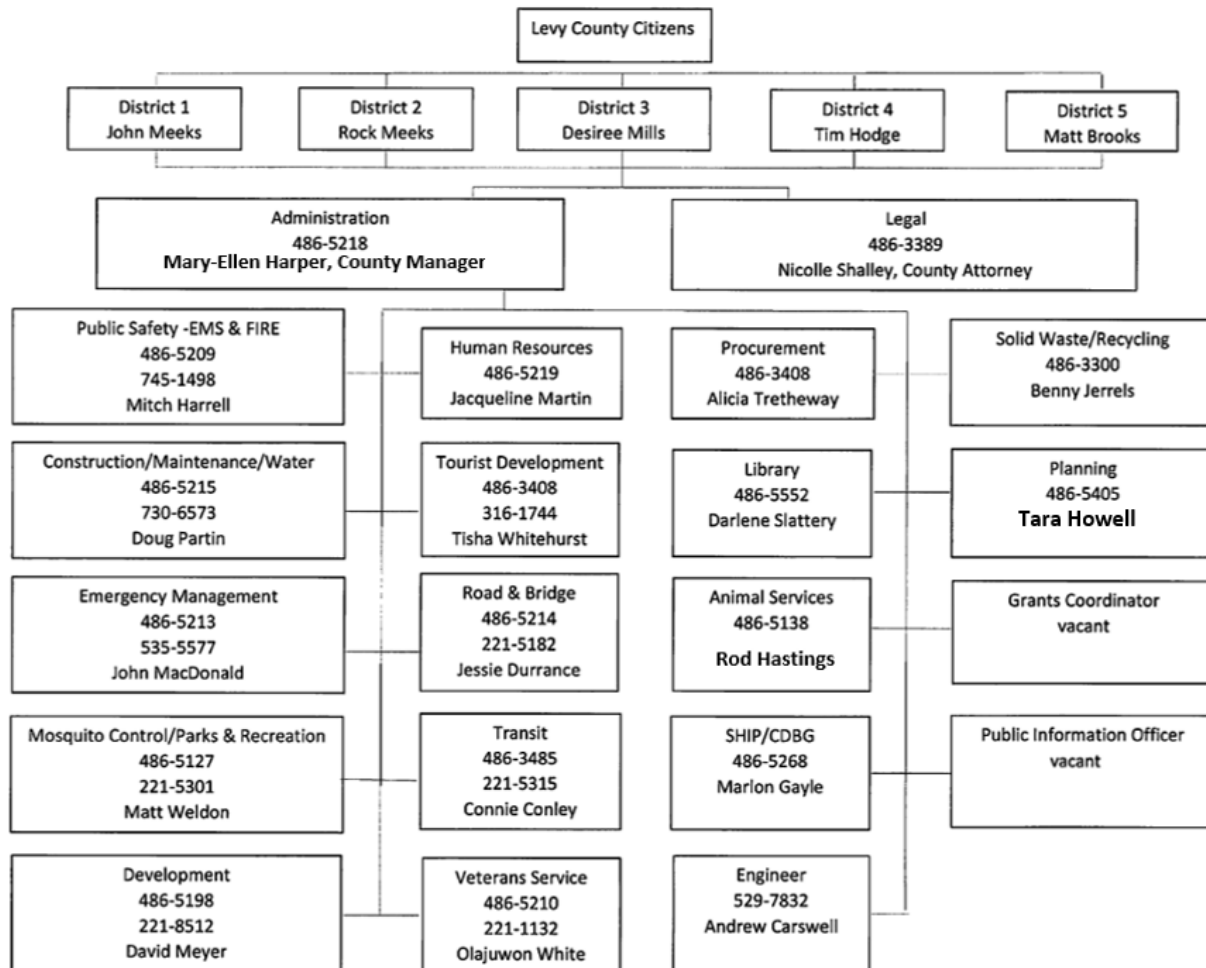 Levy County Citizens
District 1
John Meeks
District 2
Rock Meeks
District 3
Desiree Mills
District 4
Tim Hodge
District 5
Matt Brooks
Administration
486-5218
Mary-Ellen Harper, County Manager
Legal
486-3389
Nicolle Shalley, County Attorney
Public Safety -EMS & FIRE
486-5209
745-1498
Mitch Harrell
Human Resources
486-5219
Jacqueline Martin
Procurement
486-3408
Alicia Tretheway
Solid Waste/Recycling
486-3300
Benny Jerrels
Construction/Maintenance/Water
486-5215
730-6573
Doug Partin
Tourist Development
486-3408
316-1744
Tisha Whitehurst
Library
486-5552
Darlene Slattery
Planning
486-5405
Tara Howell
Emergency Management
486-5213
535-5577
John MacDonald
Road & Bridge
486-5214
221-5182
Jessie Durrance
Animal Services
486-5138
Rod Hastings
Grants Coordinator
vacant
Mosquito Control/Parks & Recreation
486-5127
221-5301
Matt Weldon
Transit
486-3485
221-5315
Connie Conley
SHIP/CDBG
486-5268
Marlon Gayle
Public Information Officer
vacant
Development
486-5198
221-8512
David Meyer
Veterans Service
486-5210
221-1132
Olajuwon White
Engineer
529-7832
Andrew Carswell